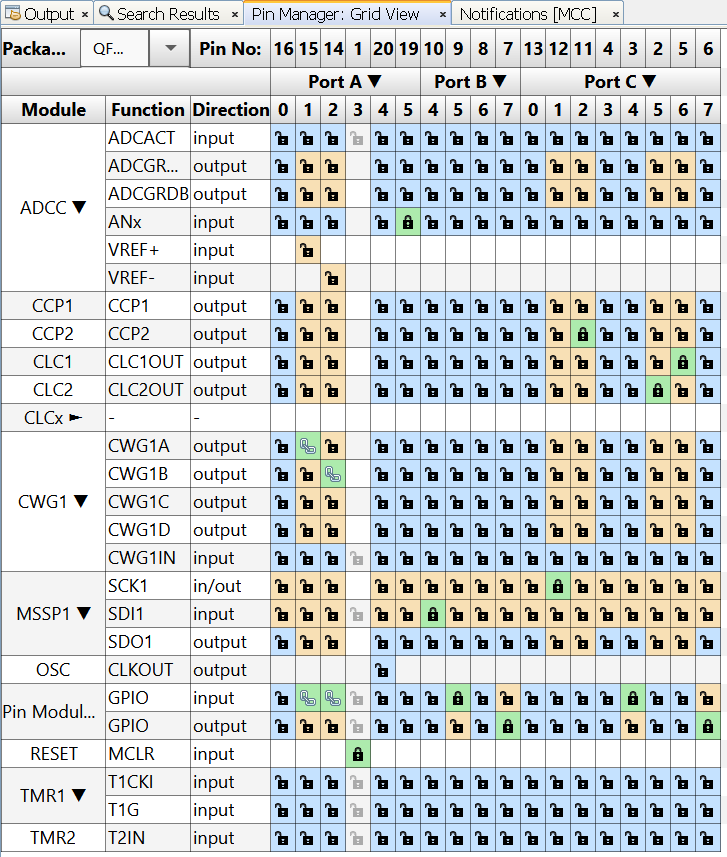 Output × Search Results × Pin Manager: Grid View × Notifications [MCC] ×
Packa... QF... ▼ Pin No: 16 15 14 1 20 19 10 9 8 7 13 12 11 4 3 2 5 6
Port A ▼ Port B ▼ Port C ▼
Module Function Direction 0 1 2 3 4 5 4 5 6 7 0 1 2 3 4 5 6 7
ADCC ▼
ADCACT input
ADCGR... output
ADCGRDB output
ANx input
VREF+ input
VREF- input
CCP1 CCP1 output
CCP2 CCP2 output
CLC1 CLC1OUT output
CLC2 CLC2OUT output
CLCx ► - -
CWG1 ▼
CWG1A output
CWG1B output
CWG1C output
CWG1D output
CWG1IN input
MSSP1 ▼
SCK1 in/out
SDI1 input
SDO1 output
OSC CLKOUT output
Pin Modul...
GPIO input
GPIO output
RESET MCLR input
TMR1 ▼
T1CKI input
T1G input
TMR2 T2IN input